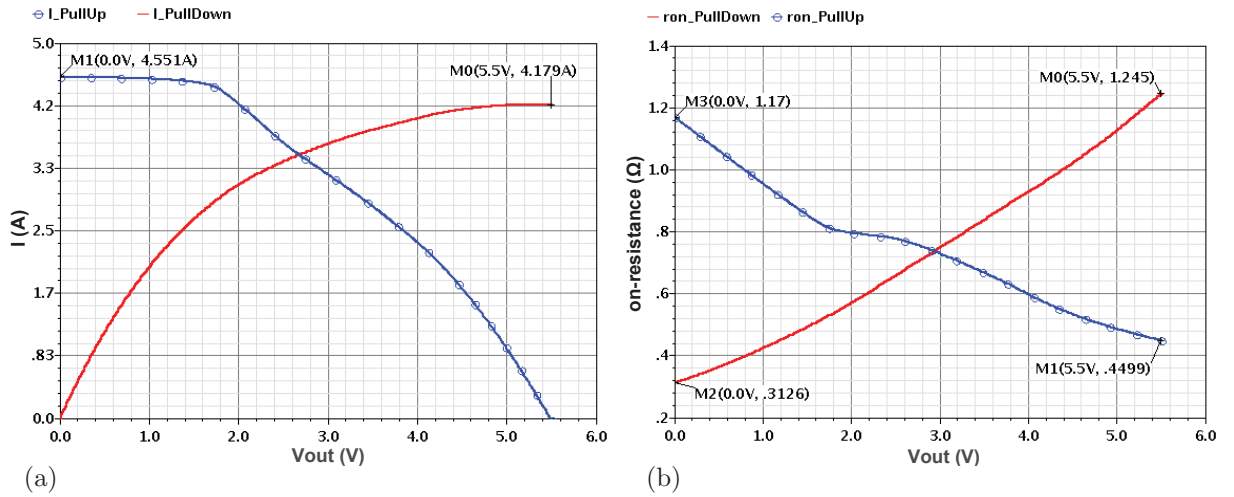 I_PullUp I_PullDown
5.0
4.2
3.3
2.5
1.7
.83
0.0
I (A)
M1(0.0V, 4.551A)
M0(5.5V, 4.179A)
0.0 1.0 2.0 3.0 4.0 5.0 6.0
Vout (V)
(a)
ron_PullDown ron_PullUp
1.4
1.2
1.0
.8
.6
.4
.2
on-resistance (Ω)
M0(5.5V, 1.245)
M3(0.0V, 1.17)
M1(5.5V, .4499)
M2(0.0V, .3126)
0.0 1.0 2.0 3.0 4.0 5.0 6.0
Vout (V)
(b)